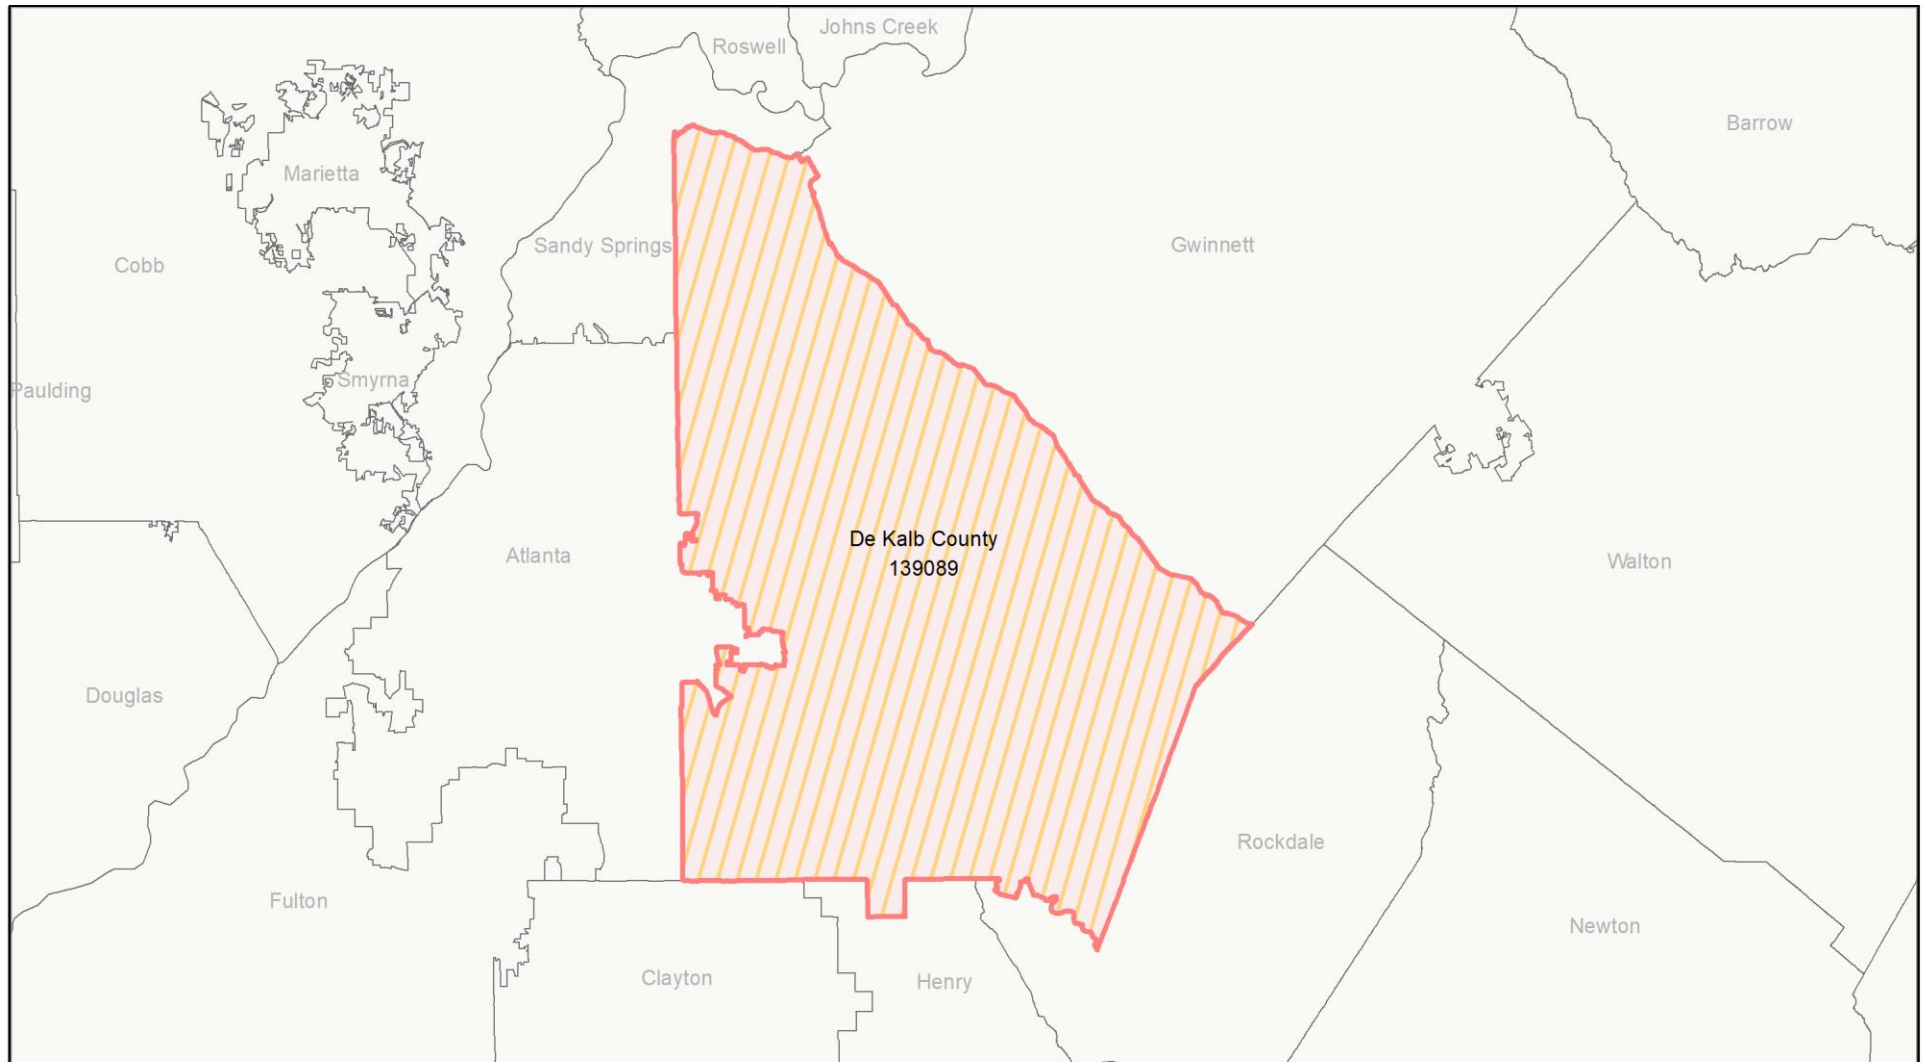 Johns Creek
Roswell
Barrow
Marietta
Sandy Springs
Gwinnett
Cobb
Smyrna
Paulding
De Kalb County
139089
Atlanta
Walton
Douglas
Rockdale
Fulton
Newton
Clayton
Henry